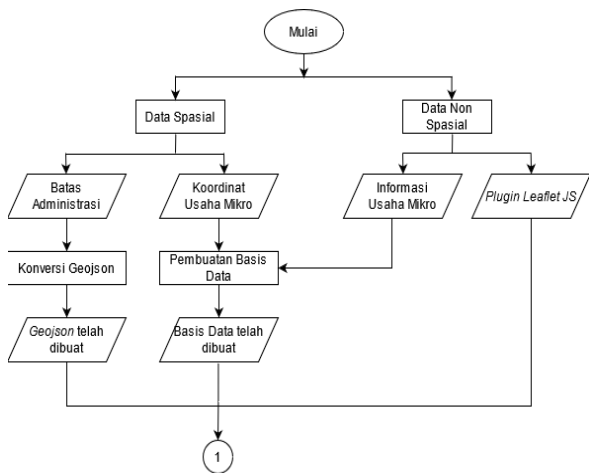 Mulai
Data Spasial
Data Non
Spasial
Batas
Administrasi
Koordinat
Usaha Mikro
Informasi
Usaha Mikro
Plugin Leaflet JS
Konversi Geojson
Pembuatan Basis
Data
Geojson telah
dibuat
Basis Data telah
dibuat
1